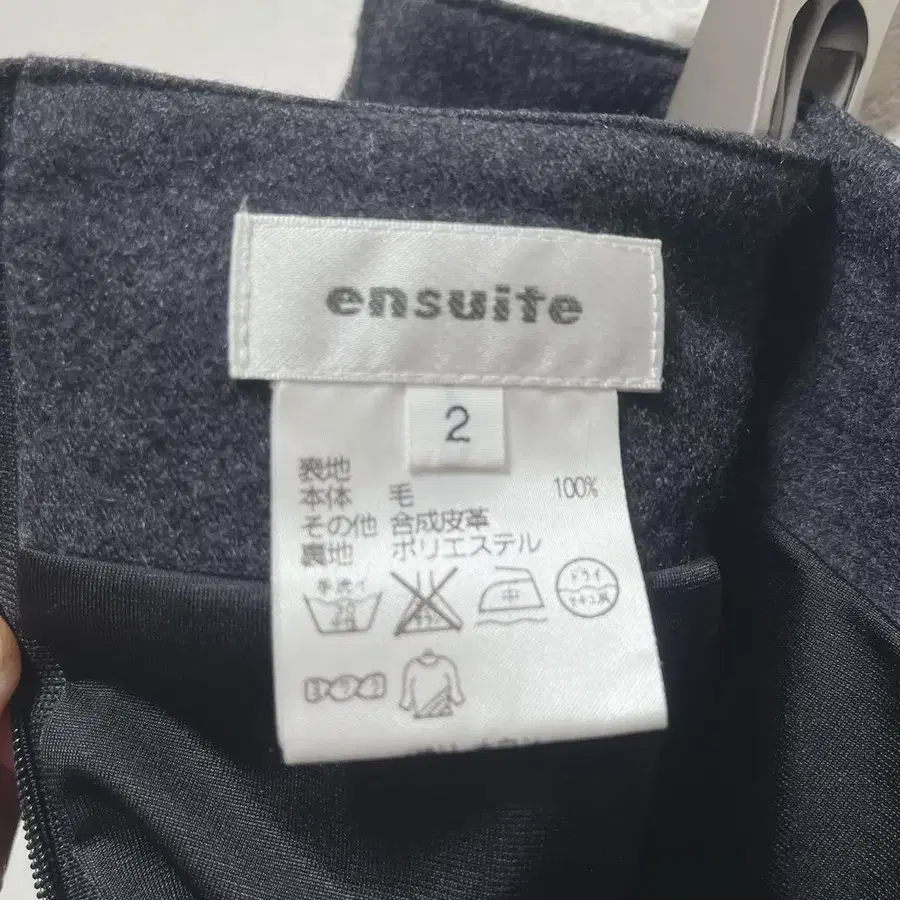 ensuite
2
表地
本体 毛 100%
その他 合成皮革
裏地 ポリエステル
手洗イ 中 ドライ